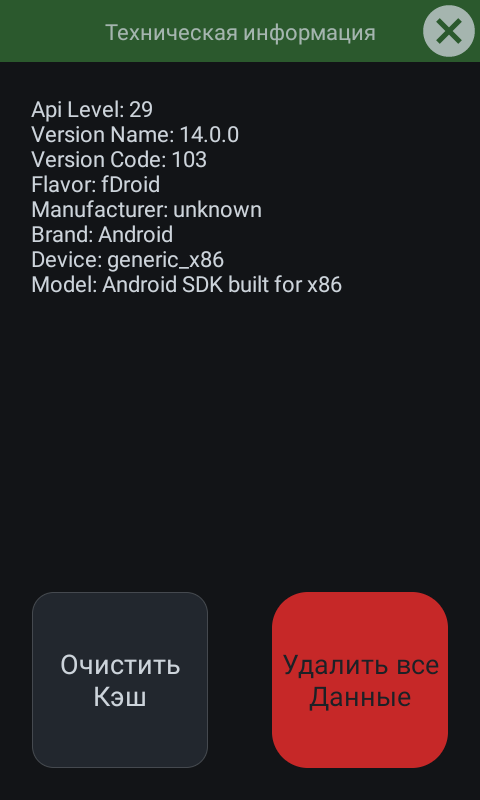 Техническая информация
Api Level: 29
Version Name: 14.0.0
Version Code: 103
Flavor: fDroid
Manufacturer: unknown
Brand: Android
Device: generic_x86
Model: Android SDK built for x86
Очистить
Кэш
Удалить все
Данные